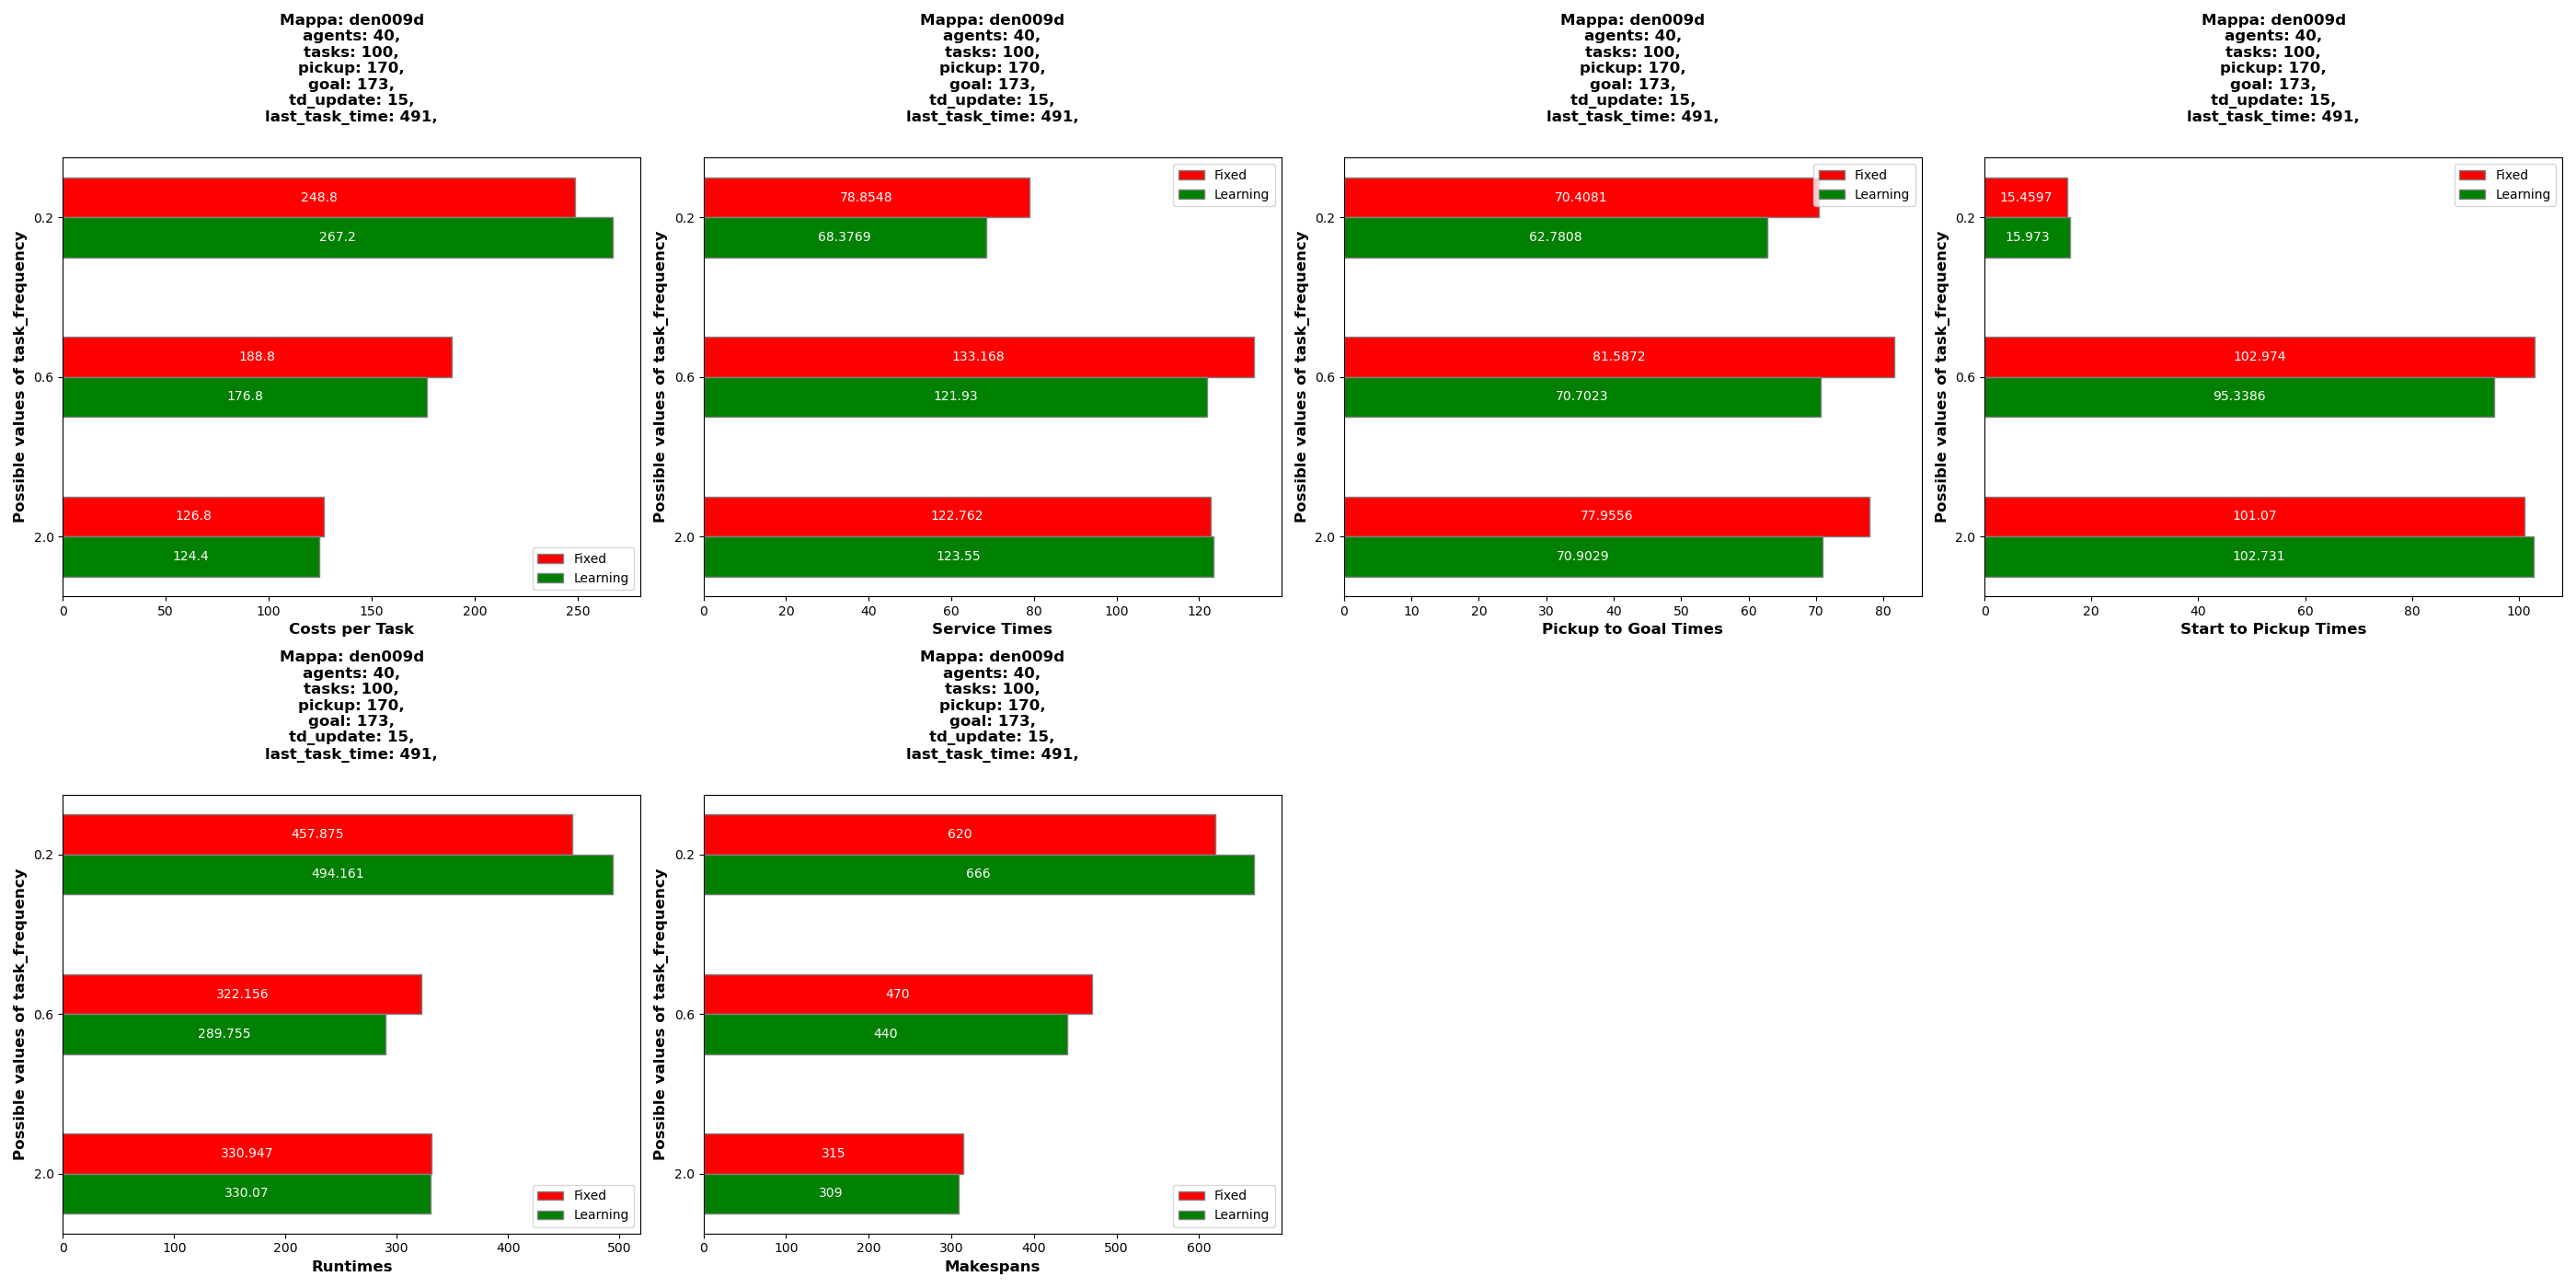 Mappa: den009d
agents: 40,
tasks: 100,
pickup: 170,
goal: 173,
td_update: 15,
last_task_time: 491,
Possible values of task_frequency
0.2
0.6
2.0
248.8
267.2
188.8
176.8
126.8
124.4
Fixed
Learning
0
50
100
150
200
250
Costs per Task
Mappa: den009d
agents: 40,
tasks: 100,
pickup: 170,
goal: 173,
td_update: 15,
last_task_time: 491,
Possible values of task_frequency
0.2
0.6
2.0
Fixed
Learning
78.8548
68.3769
133.168
121.93
122.762
123.55
0
20
40
60
80
100
120
Service Times
Mappa: den009d
agents: 40,
tasks: 100,
pickup: 170,
goal: 173,
td_update: 15,
last_task_time: 491,
Possible values of task_frequency
0.2
0.6
2.0
Fixed
Learning
70.4081
62.7808
81.5872
70.7023
77.9556
70.9029
0
10
20
30
40
50
60
70
80
Pickup to Goal Times
Mappa: den009d
agents: 40,
tasks: 100,
pickup: 170,
goal: 173,
td_update: 15,
last_task_time: 491,
Possible values of task_frequency
0.2
0.6
2.0
Fixed
Learning
15.4597
15.973
102.974
95.3386
101.07
102.731
0
20
40
60
80
100
Start to Pickup Times
Mappa: den009d
agents: 40,
tasks: 100,
pickup: 170,
goal: 173,
td_update: 15,
last_task_time: 491,
Possible values of task_frequency
0.2
0.6
2.0
457.875
494.161
322.156
289.755
330.947
330.07
Fixed
Learning
0
100
200
300
400
500
Runtimes
Mappa: den009d
agents: 40,
tasks: 100,
pickup: 170,
goal: 173,
td_update: 15,
last_task_time: 491,
Possible values of task_frequency
0.2
0.6
2.0
620
666
470
440
315
309
Fixed
Learning
0
100
200
300
400
500
600
Makespans